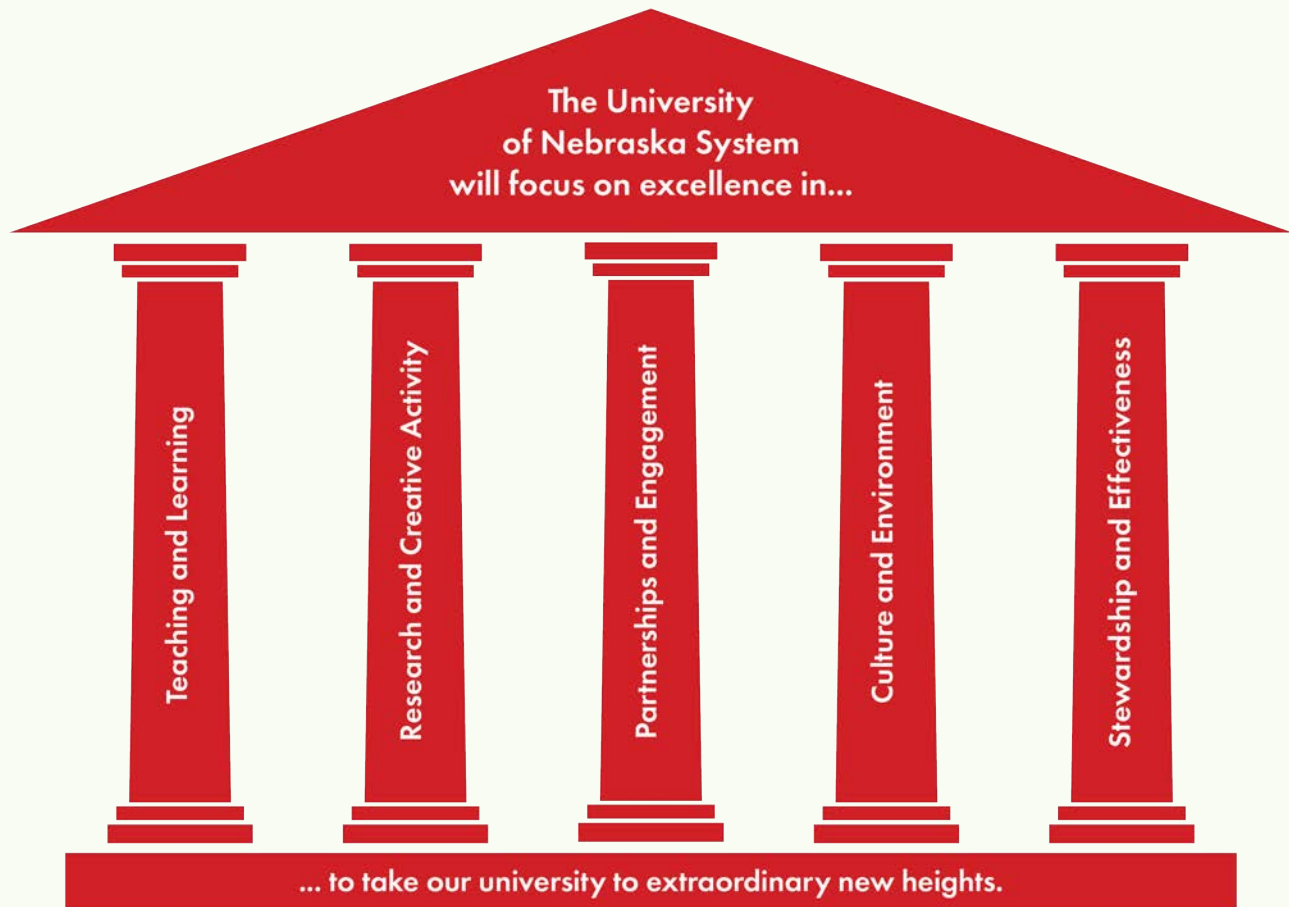 The University
of Nebraska System
will focus on excellence in...
Teaching and Learning
Research and Creative Activity
Partnerships and Engagement
Culture and Environment
Stewardship and Effectiveness
... to take our university to extraordinary new heights.